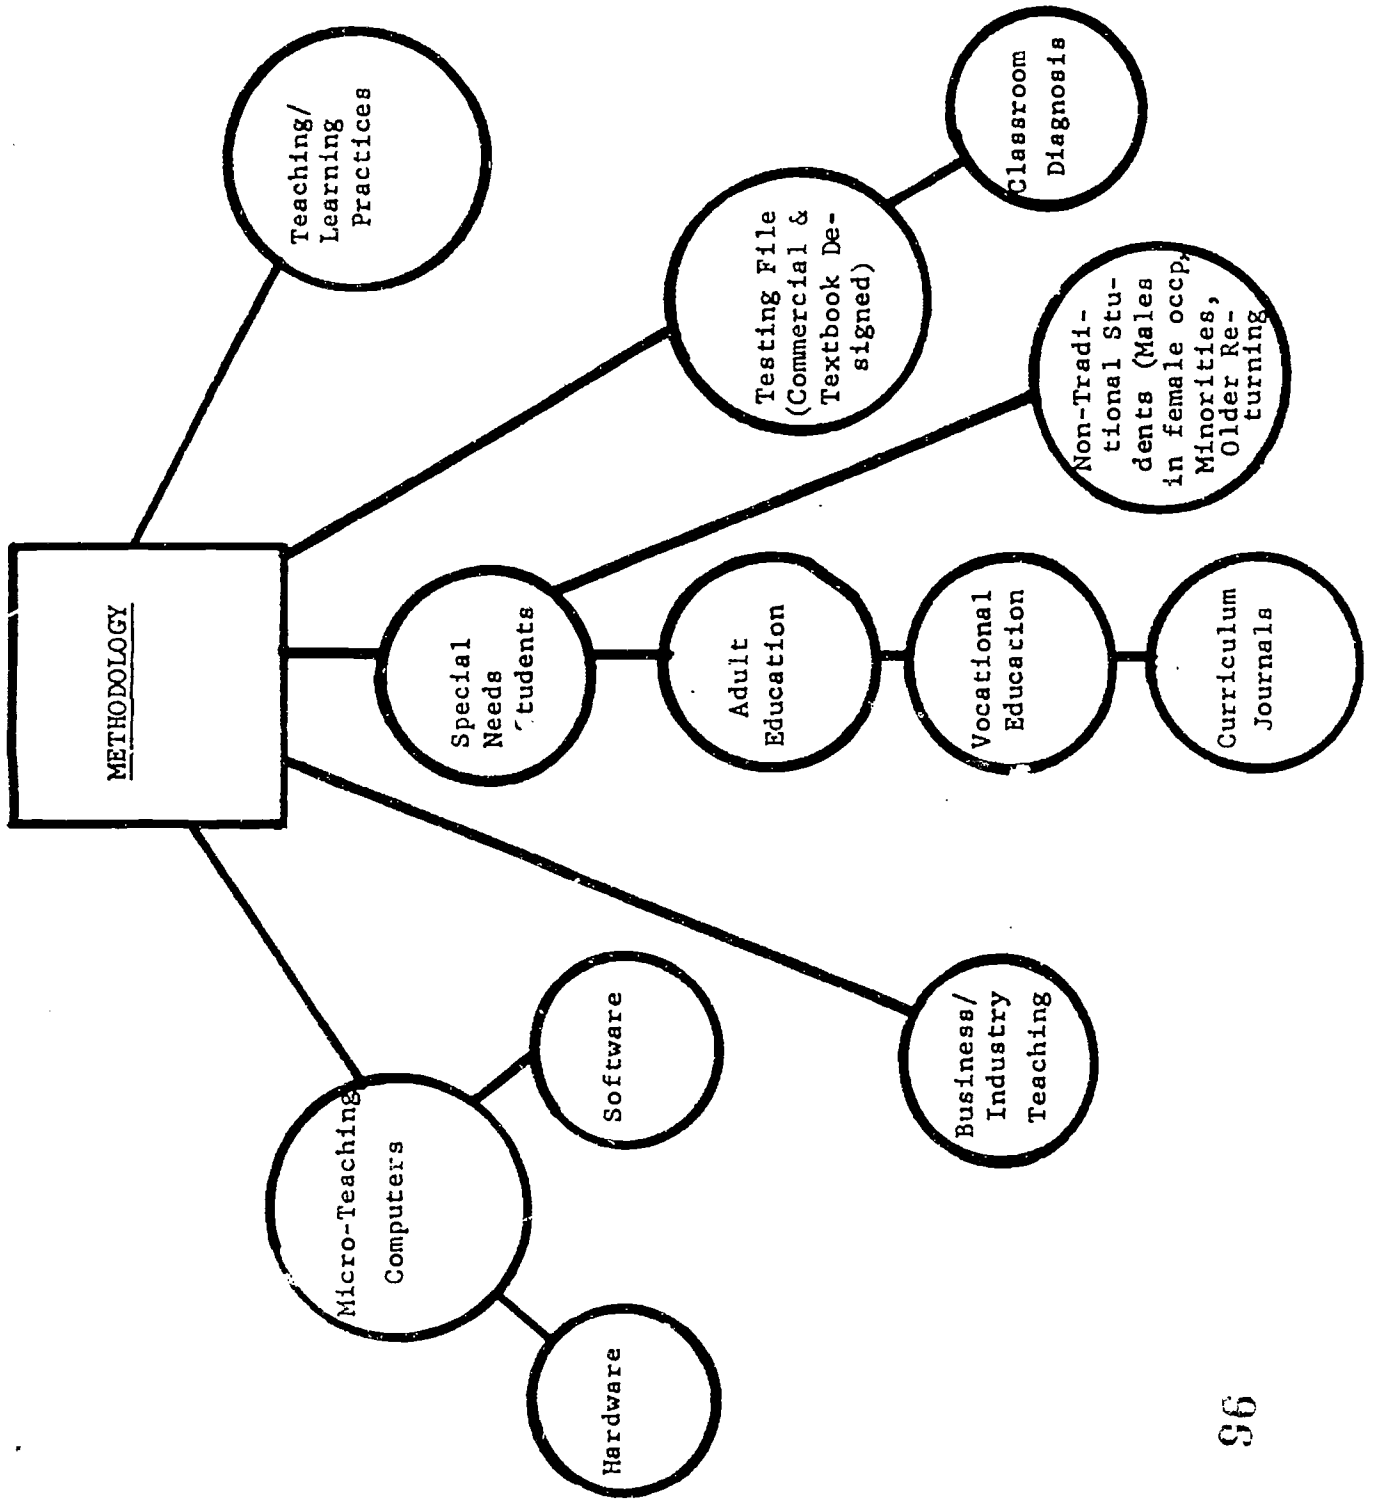 METHODOLOGY
Micro-Teaching
Computers
Hardware
Software
Business/
Industry
Teaching
Special
Needs
Students
Adult
Education
Vocational
Education
Curriculum
Journals
Non-Tradi-
tional Stu-
dents (Males
in female occp,
Minorities,
Older Re-
turning
Testing File
(Commercial &
Textbook De-
signed)
Classroom
Diagnosis
Teaching/
Learning
Practices